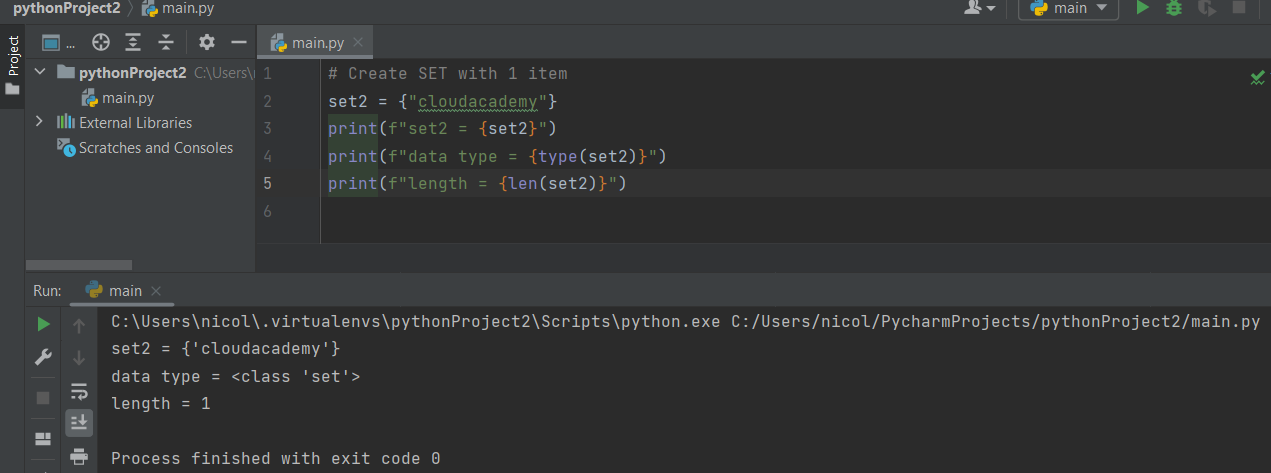 pythonProject2 〉 main.py
main
Project
...
main.py ×
pythonProject2 C:\Users\
main.py
External Libraries
Scratches and Consoles
1 # Create SET with 1 item
2 set2 = {"cloudacademy"}
3 print(f"set2 = {set2}")
4 print(f"data type = {type(set2)}")
5 print(f"length = {len(set2)}")
6
Run: main ×
C:\Users\nicol\.virtualenvs\pythonProject2\Scripts\python.exe C:/Users/nicol/PycharmProjects/pythonProject2/main.py
set2 = {'cloudacademy'}
data type = <class 'set'>
length = 1
Process finished with exit code 0